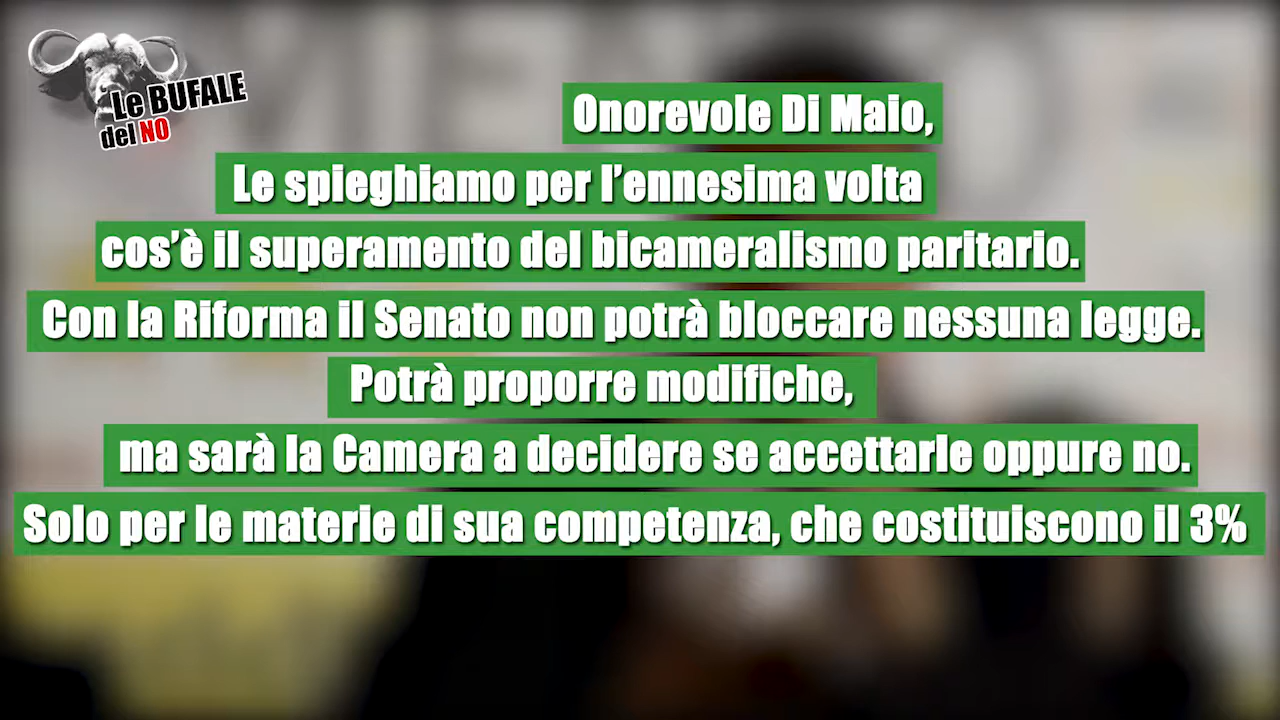 Le BUFALE
del NO
Onorevole Di Maio,
Le spieghiamo per l'ennesima volta
cos'è il superamento del bicameralismo paritario.
Con la Riforma il Senato non potrà bloccare nessuna legge.
Potrà proporre modifiche,
ma sarà la Camera a decidere se accettarle oppure no.
Solo per le materie di sua competenza, che costituiscono il 3%